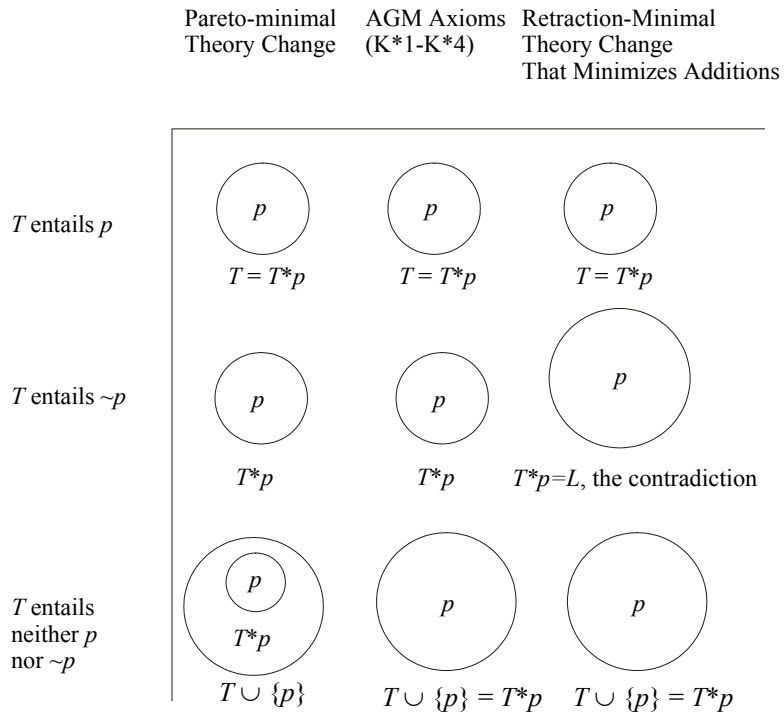 Pareto-minimal
Theory Change
AGM Axioms
(K*1-K*4)
Retraction-Minimal
Theory Change
That Minimizes Additions
T entails p
p
p
p
T = T*p
T = T*p
T = T*p
T entails ~p
p
p
p
T*p
T*p
T*p=L, the contradiction
T entails
neither p
nor ~p
p
T*p
p
p
T ∪ {p}
T ∪ {p} = T*p
T ∪ {p} = T*p